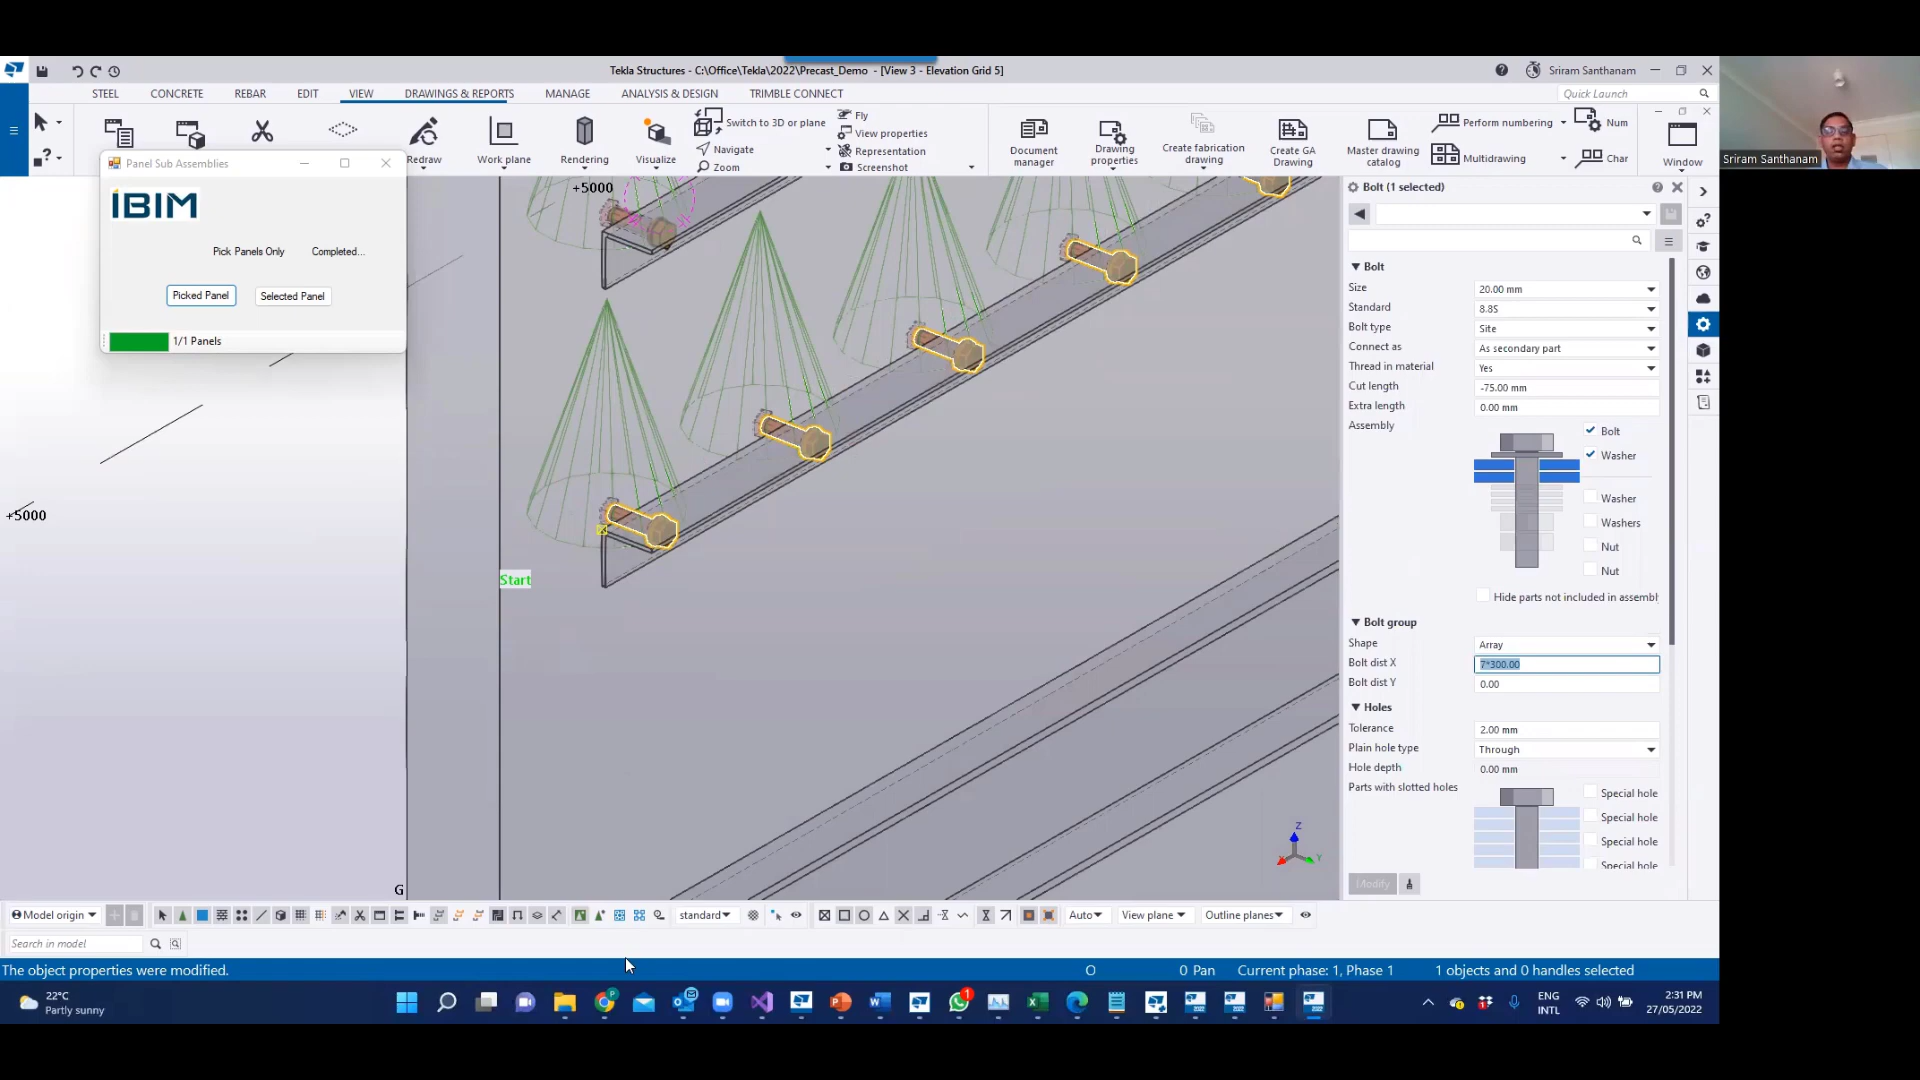 Tekla Structures - C:\Office\Tekla\2022\Precast_Demo - [View 3 - Elevation Grid 5]
Sriram Santhanam
STEEL CONCRETE REBAR EDIT VIEW DRAWINGS & REPORTS MANAGE ANALYSIS & DESIGN TRIMBLE CONNECT
Quick Launch
Redraw
Work plane
Rendering
Visualize
Switch to 3D or plane
Navigate
Zoom
Fly
View properties
Representation
Screenshot
Document manager
Drawing properties
Create fabrication drawing
Create GA Drawing
Master drawing catalog
Perform numbering
Multidrawing
Num
Char
Window
Sriram Santhanam
Panel Sub Assemblies
iBIM
Pick Panels Only Completed...
Picked Panel Selected Panel
1/1 Panels
+5000
+5000
Start
G
Z
X
Y
Bolt (1 selected)
Bolt
Size 20.00 mm
Standard 8.8S
Bolt type Site
Connect as As secondary part
Thread in material Yes
Cut length -75.00 mm
Extra length 0.00 mm
Assembly
Bolt
Washer
Washer
Washers
Nut
Nut
Hide parts not included in assembl
Bolt group
Shape Array
Bolt dist X 7*300.00
Bolt dist Y 0.00
Holes
Tolerance 2.00 mm
Plain hole type Through
Hole depth 0.00 mm
Parts with slotted holes
Special hole
Special hole
Special hole
Special hole
Modify
Model origin
standard
Auto
View plane
Outline planes
Search in model
The object properties were modified.
O
0 Pan
Current phase: 1, Phase 1
1 objects and 0 handles selected
22°C
Partly sunny
1
ENG
INTL
2:31 PM
27/05/2022